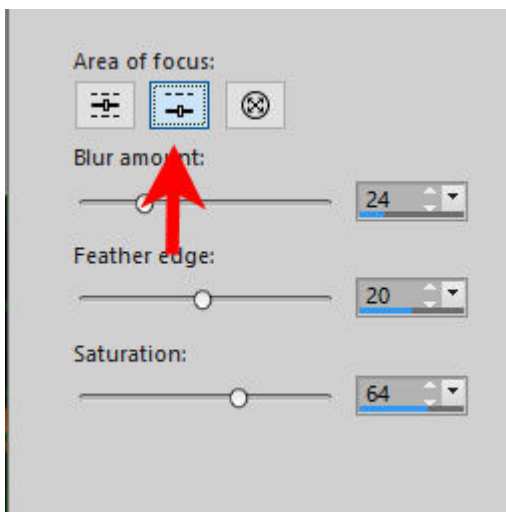 Area of focus:
Blur amount:
24
Feather edge:
20
Saturation:
64